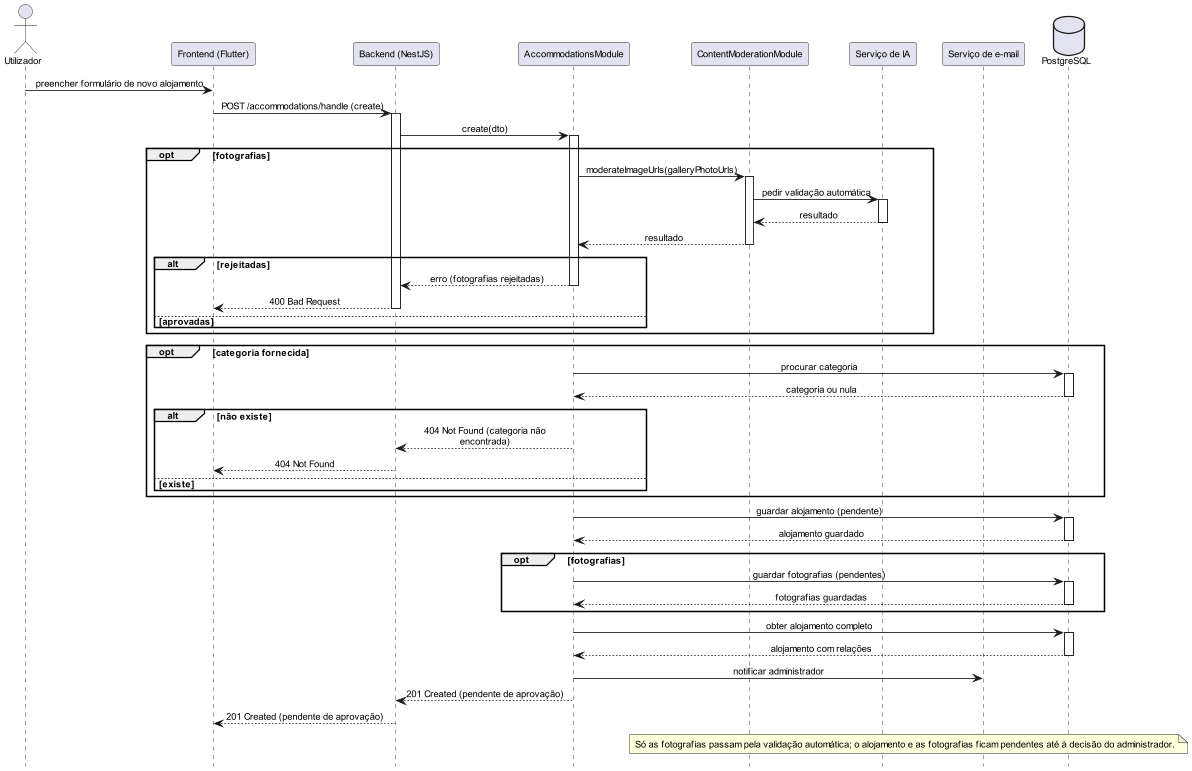 Utilizador
Frontend (Flutter)
Backend (NestJS)
AccommodationsModule
ContentModerationModule
Serviço de IA
Serviço de e-mail
PostgreSQL
preencher formulário de novo alojamento
POST /accommodations/handle (create)
create(dto)
opt
[fotografias]
moderateImageUrls(galleryPhotoUrls)
pedir validação automática
resultado
resultado
alt
[rejeitadas]
erro (fotografias rejeitadas)
400 Bad Request
[aprovadas]
opt
[categoria fornecida]
procurar categoria
categoria ou nula
alt
[não existe]
404 Not Found (categoria não
encontrada)
404 Not Found
[existe]
guardar alojamento (pendente)
alojamento guardado
opt
[fotografias]
guardar fotografias (pendentes)
fotografias guardadas
obter alojamento completo
alojamento com relações
notificar administrador
201 Created (pendente de aprovação)
201 Created (pendente de aprovação)
Só as fotografias passam pela validação automática; o alojamento e as fotografias ficam pendentes até à decisão do administrador.